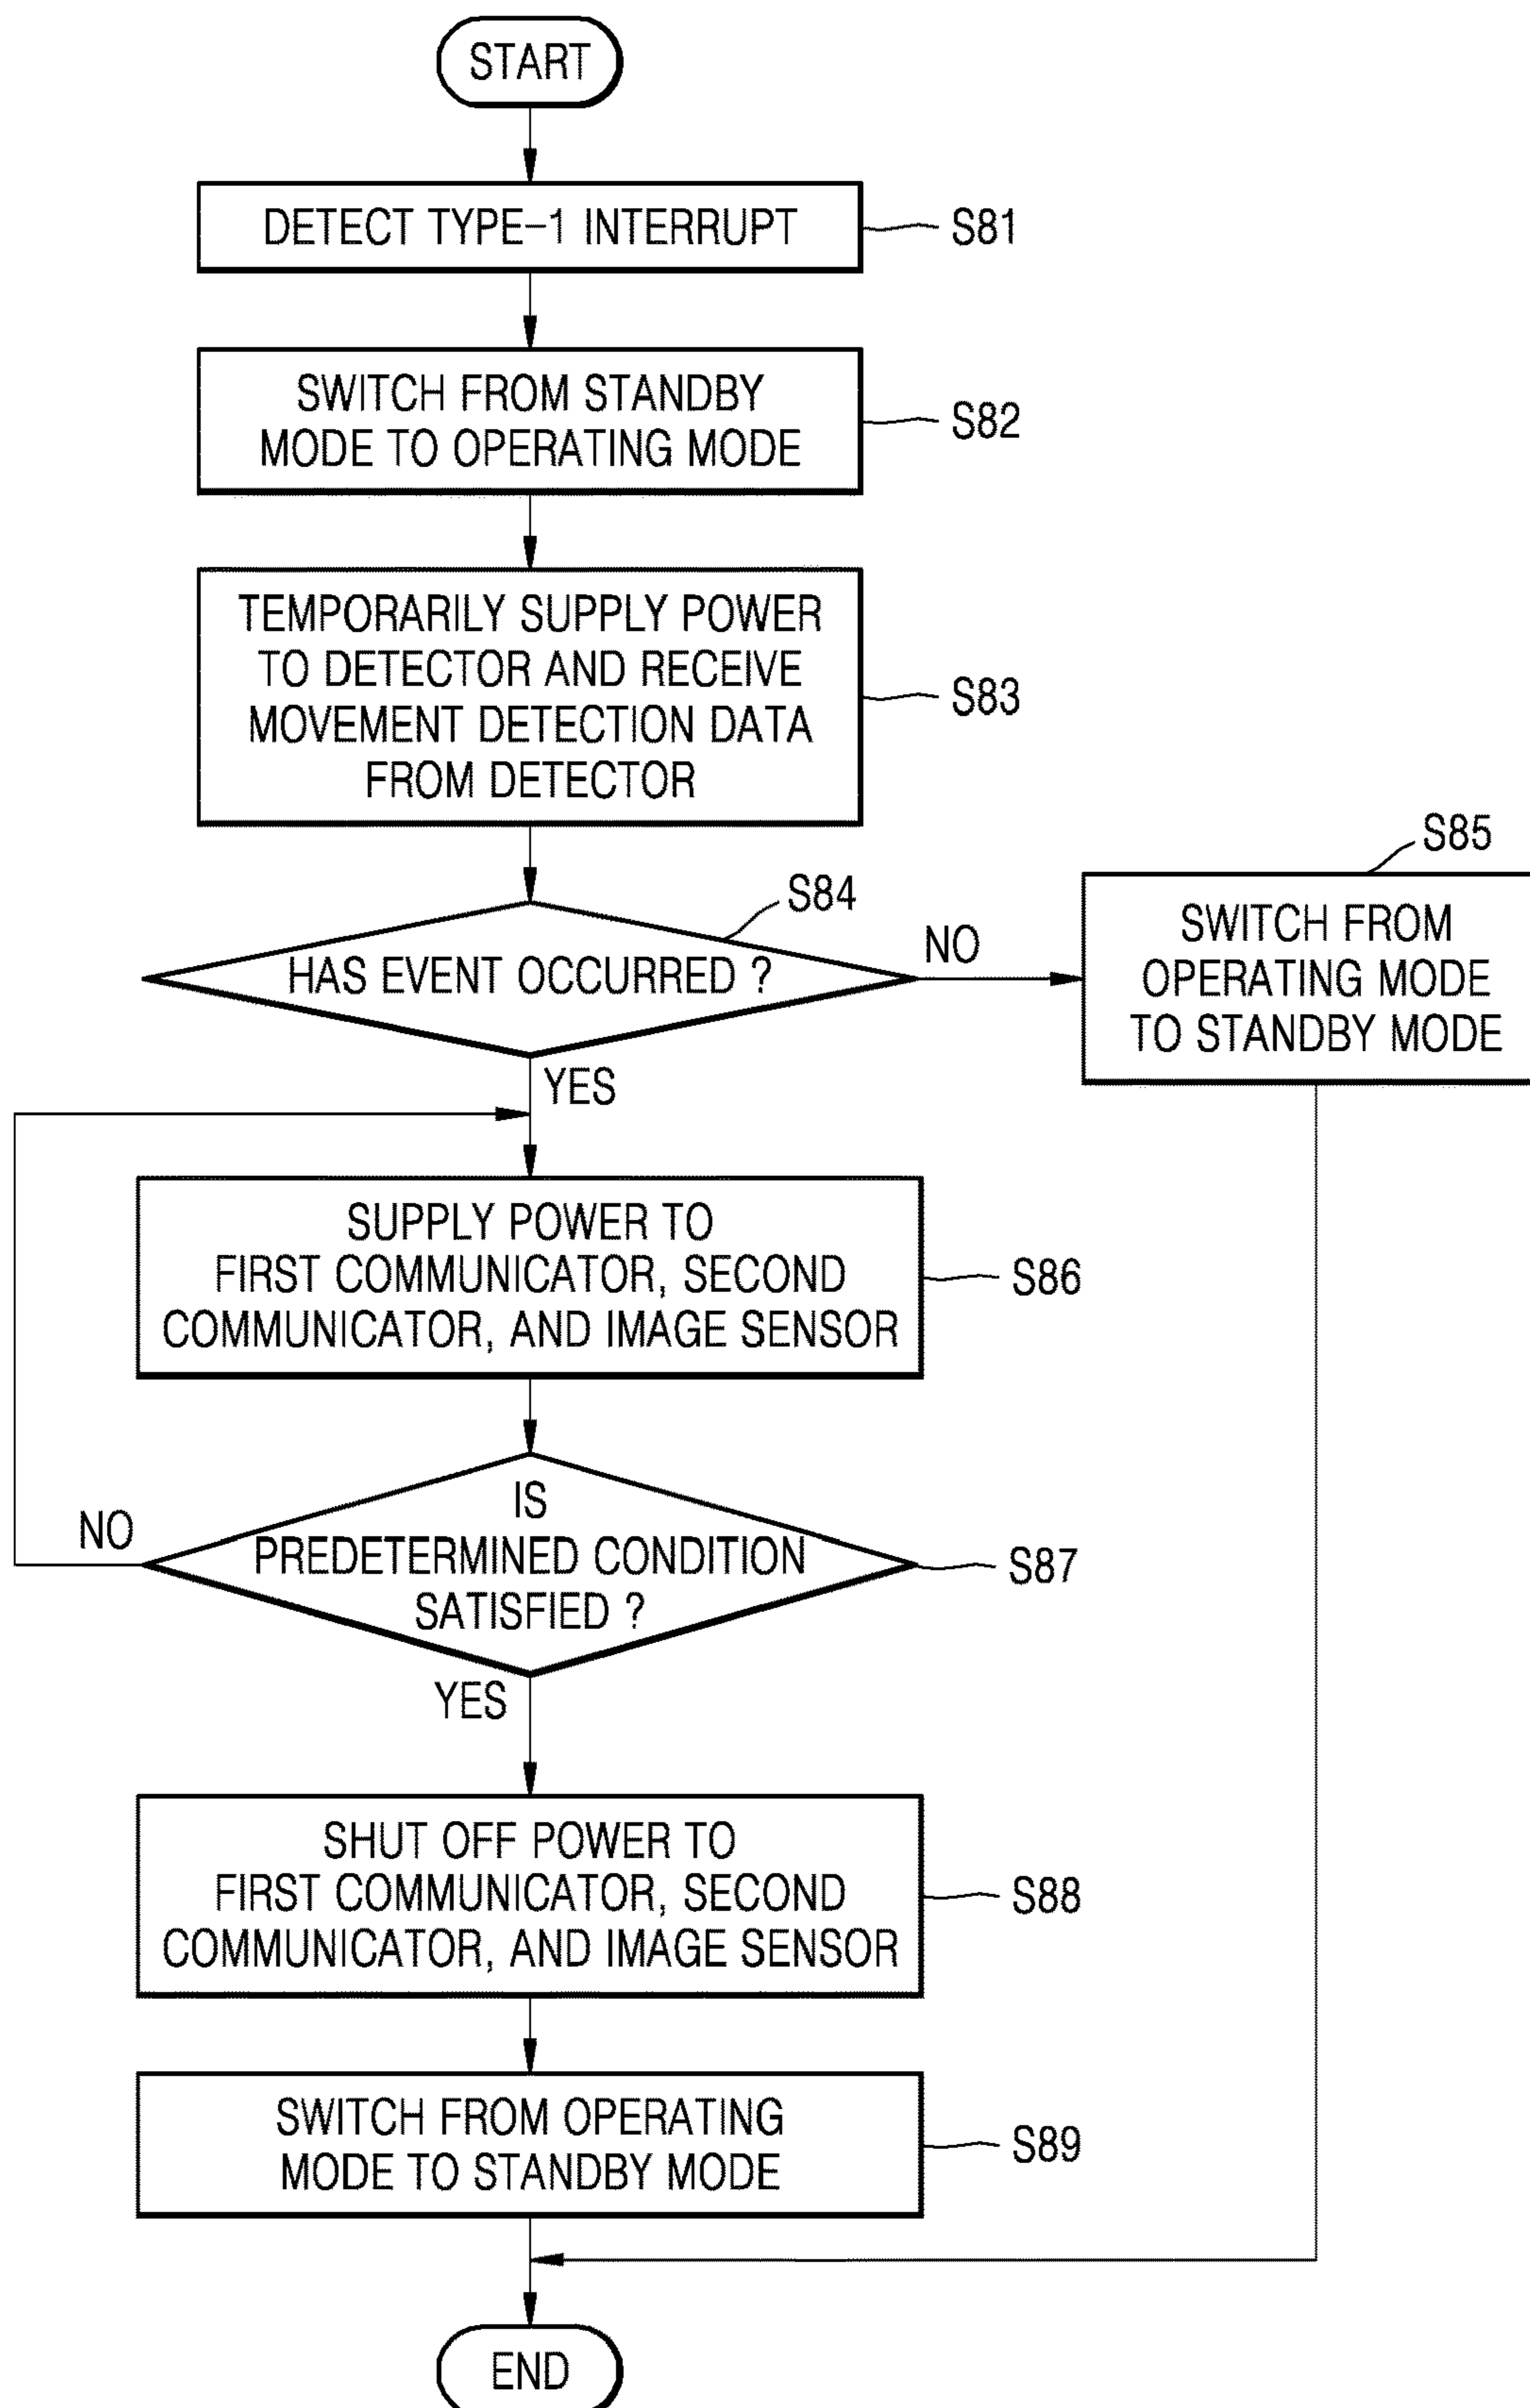 START
DETECT TYPE-1 INTERRUPT
S81
SWITCH FROM STANDBY
MODE TO OPERATING MODE
S82
TEMPORARILY SUPPLY POWER
TO DETECTOR AND RECEIVE
MOVEMENT DETECTION DATA
FROM DETECTOR
S83
HAS EVENT OCCURRED ?
S84
NO
S85
SWITCH FROM
OPERATING MODE
TO STANDBY MODE
YES
SUPPLY POWER TO
FIRST COMMUNICATOR, SECOND
COMMUNICATOR, AND IMAGE SENSOR
S86
IS
PREDETERMINED CONDITION
SATISFIED ?
S87
NO
YES
SHUT OFF POWER TO
FIRST COMMUNICATOR, SECOND
COMMUNICATOR, AND IMAGE SENSOR
S88
SWITCH FROM OPERATING
MODE TO STANDBY MODE
S89
END